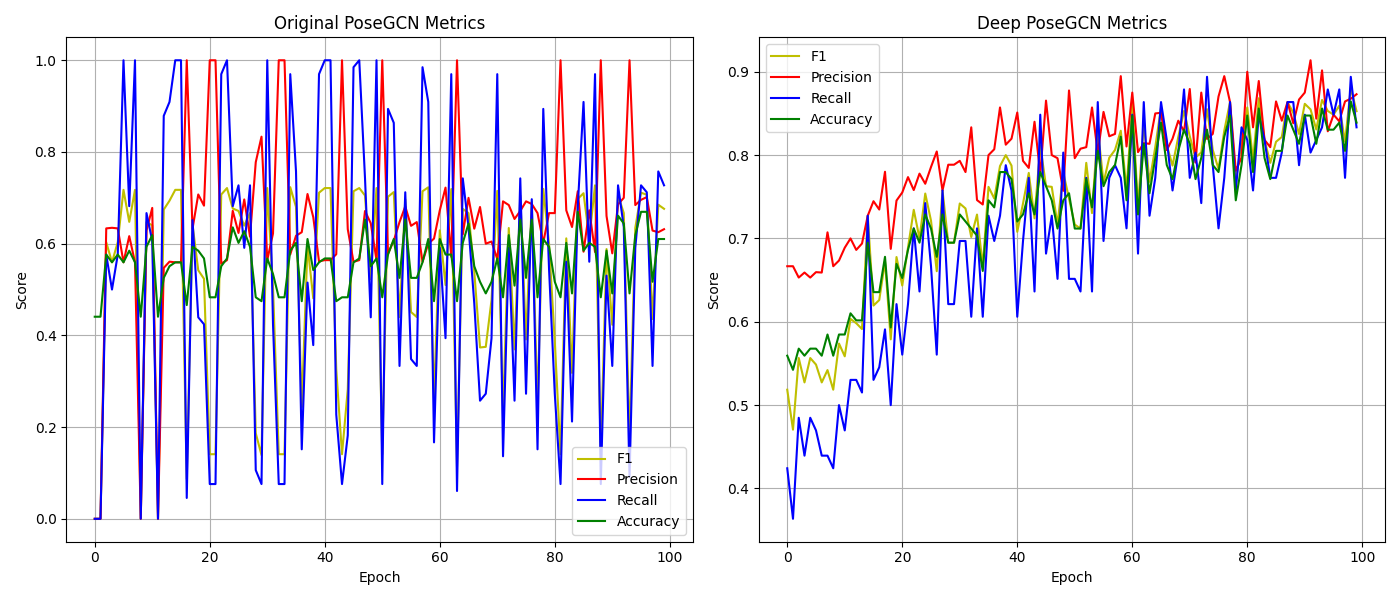 Original PoseGCN Metrics
1.0
0.8
0.6
0.4
0.2
0.0
Score
0 20 40 60 80 100
Epoch
F1
Precision
Recall
Accuracy
Deep PoseGCN Metrics
F1
Precision
Recall
Accuracy
0.9
0.8
0.7
0.6
0.5
0.4
Score
0 20 40 60 80 100
Epoch